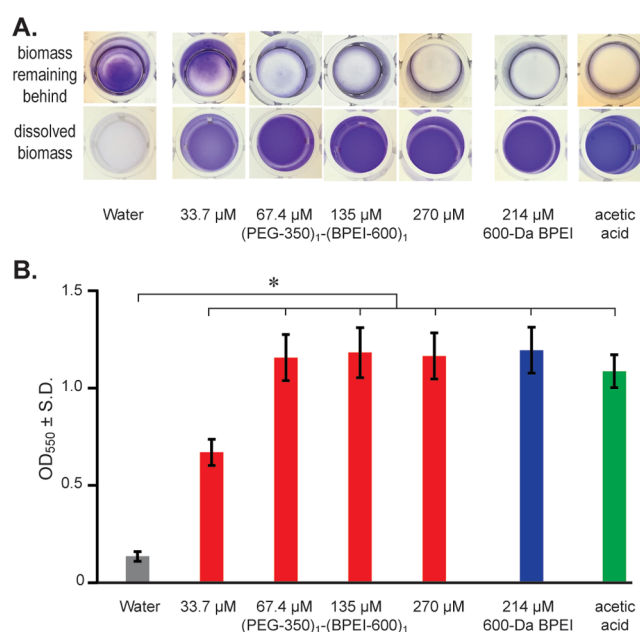 A.
biomass
remaining
behind
dissolved
biomass
Water 33.7 µM 67.4 µM 135 µM 270 µM 214 µM acetic
(PEG-350)₁-(BPEI-600)₁ 600-Da BPEI acid
B.
*
1.5
1.0
0.5
0
OD₅₅₀ ± S.D.
Water 33.7 µM 67.4 µM 135 µM 270 µM 214 µM acetic
(PEG-350)₁-(BPEI-600)₁ 600-Da BPEI acid